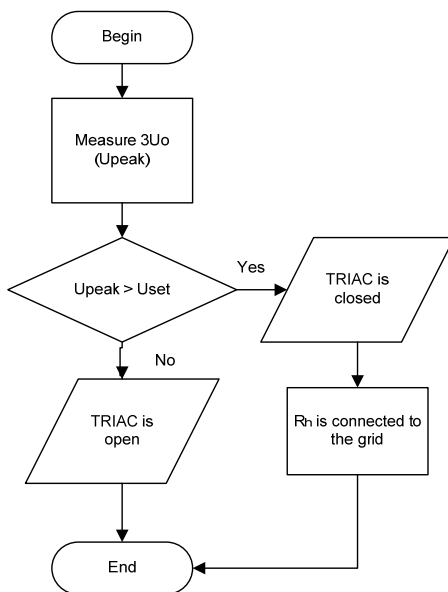 Begin
Measure 3Uo
(Upeak)
Upeak > Uset
Yes
TRIAC is
closed
No
TRIAC is
open
Rh is connected to
the grid
End